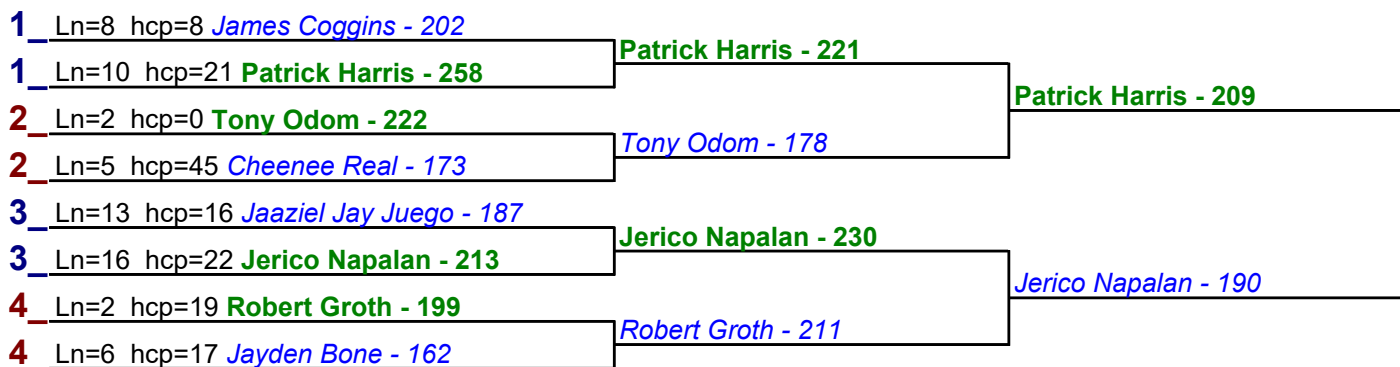 1_ Ln=8 hcp=8 James Coggins - 202
Patrick Harris - 221
1_ Ln=10 hcp=21 Patrick Harris - 258
Patrick Harris - 209
2_ Ln=2 hcp=0 Tony Odom - 222
Tony Odom - 178
2_ Ln=5 hcp=45 Cheenee Real - 173
3_ Ln=13 hcp=16 Jaaziel Jay Juego - 187
Jerico Napalan - 230
3_ Ln=16 hcp=22 Jerico Napalan - 213
Jerico Napalan - 190
4_ Ln=2 hcp=19 Robert Groth - 199
Robert Groth - 211
4 Ln=6 hcp=17 Jayden Bone - 162